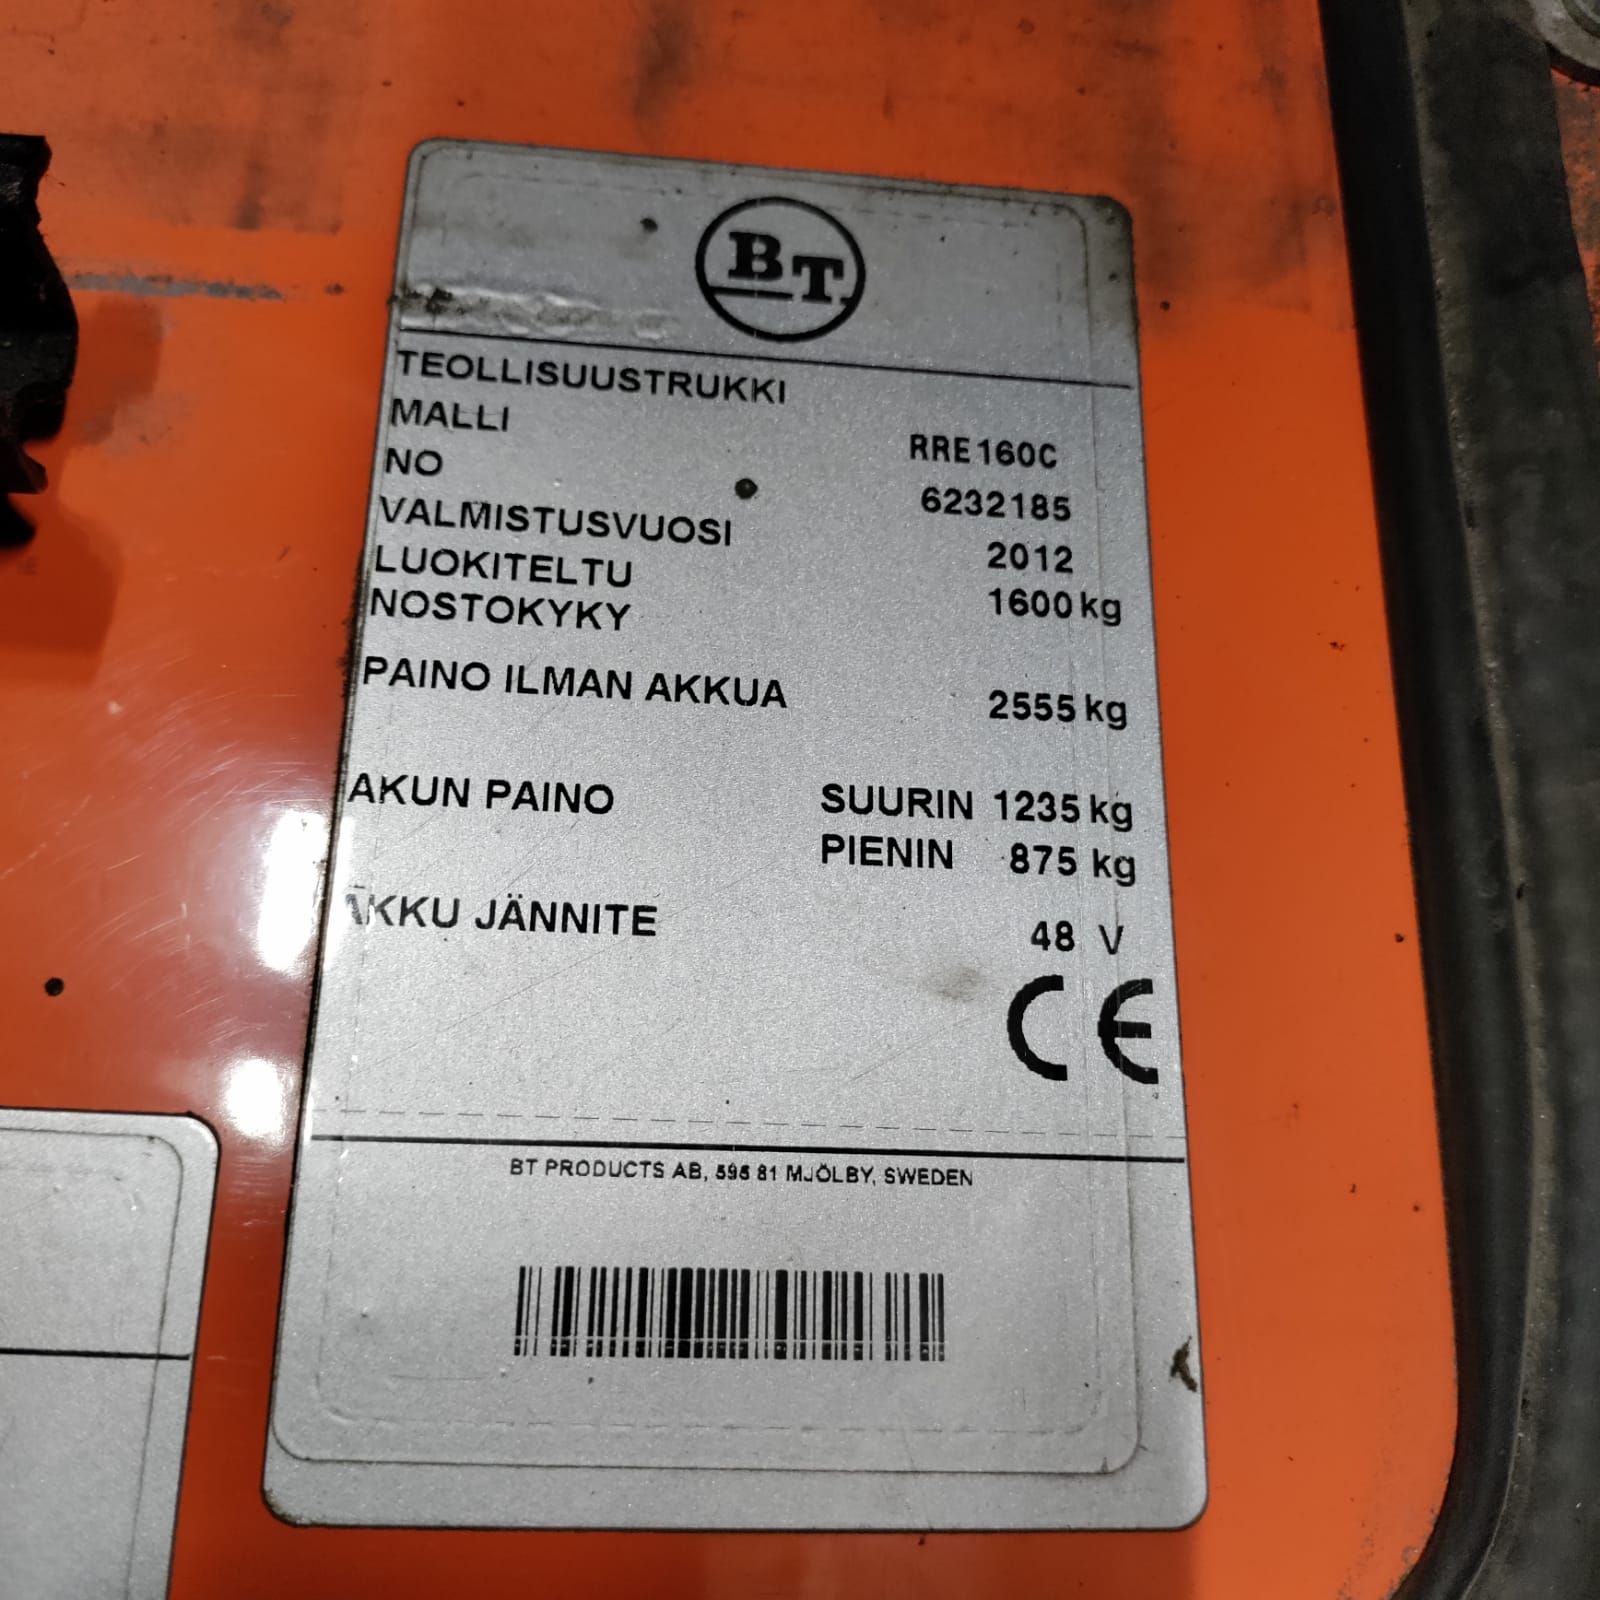 BT
TEOLLISUUSTRUKKI
MALLI RRE160C
NO 6232185
VALMISTUSVUOSI 2012
LUOKITELTU
NOSTOKYKY 1600 kg
PAINO ILMAN AKKUA 2555 kg
AKUN PAINO SUURIN 1235 kg
PIENIN 875 kg
AKKU JÄNNITE 48 V
CE
BT PRODUCTS AB, 595 81 MJÖLBY, SWEDEN